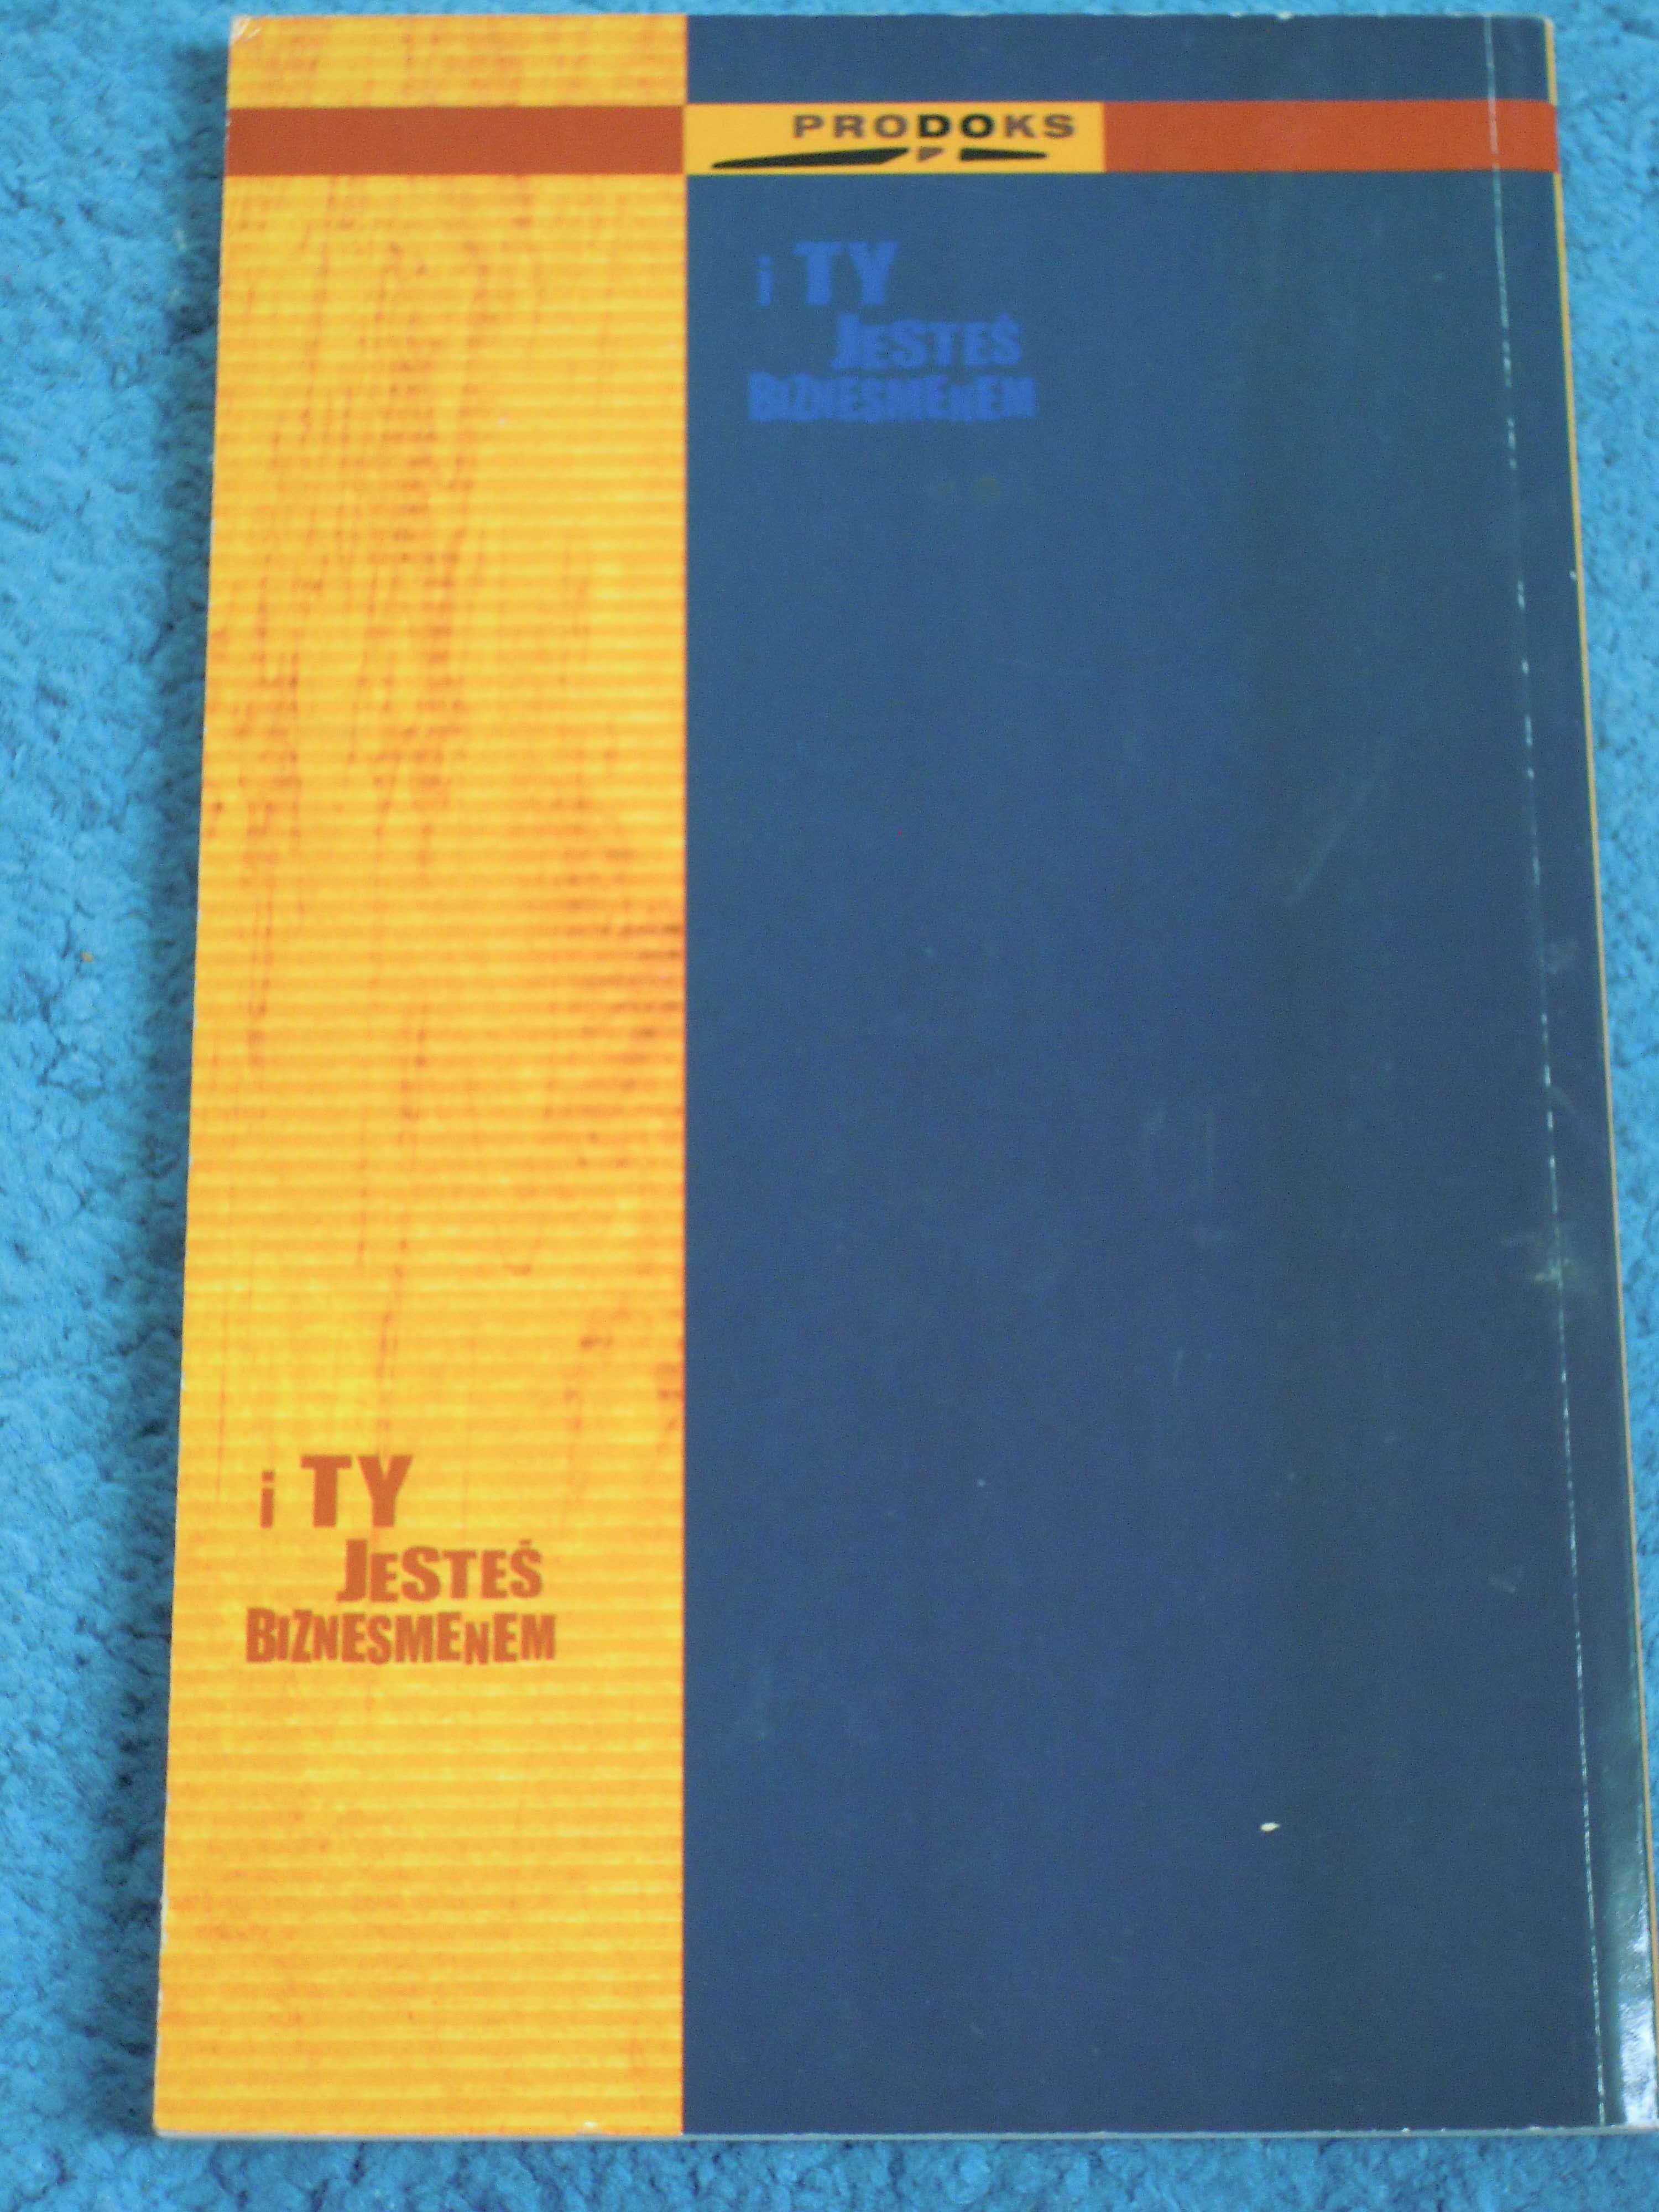 PRODOKS
i TY
JESTEŚ
BIZNESMENEM
i TY
JESTEŚ
BIZNESMENEM